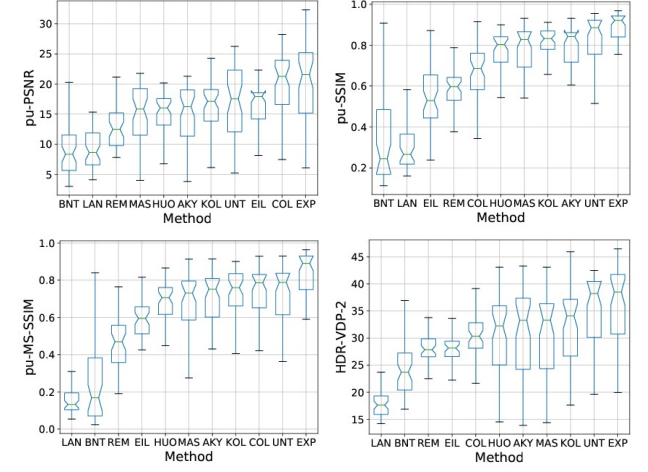 pu-PSNR
30
25
20
15
10
5
BNT LAN REM MAS HUO AKY KOL UNT EIL COL EXP
Method
pu-SSIM
1.0
0.8
0.6
0.4
0.2
BNT LAN EIL REM COL HUO MAS KOL AKY UNT EXP
Method
pu-MS-SSIM
1.0
0.8
0.6
0.4
0.2
0.0
LAN BNT REM EIL HUO MAS AKY KOL COL UNT EXP
Method
HDR-VDP-2
45
40
35
30
25
20
15
LAN BNT REM EIL COL HUO AKY MAS KOL UNT EXP
Method